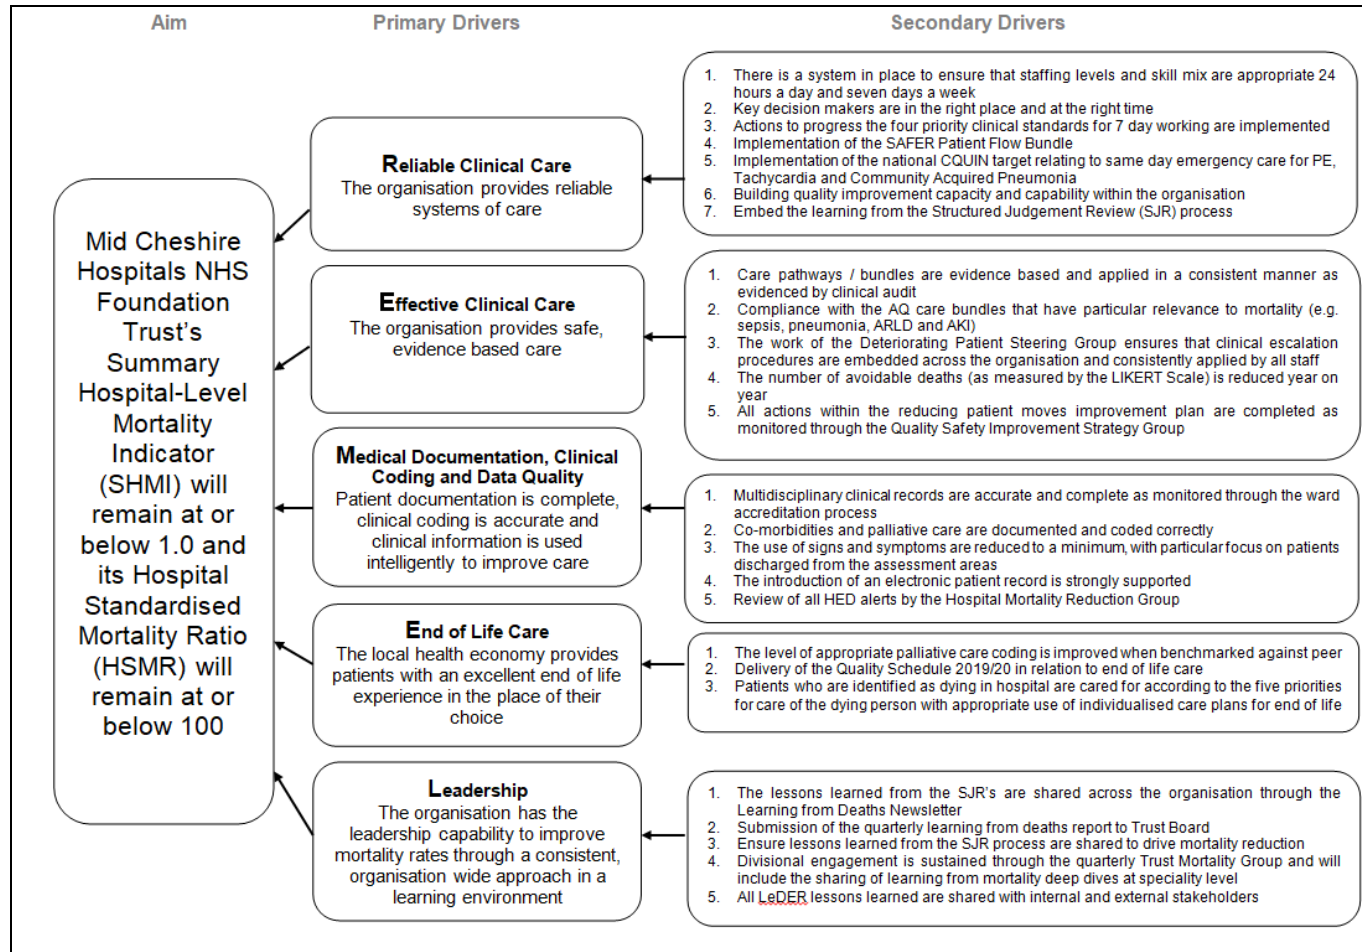 Aim
Primary Drivers
Secondary Drivers
Mid Cheshire
Hospitals NHS
Foundation
Trust's
Summary
Hospital-Level
Mortality
Indicator
(SHMI) will
remain at or
below 1.0 and
its Hospital
Standardised
Mortality Ratio
(HSMR) will
remain at or
below 100
Reliable Clinical Care
The organisation provides reliable
systems of care
1. There is a system in place to ensure that staffing levels and skill mix are appropriate 24
hours a day and seven days a week
2. Key decision makers are in the right place and at the right time
3. Actions to progress the four priority clinical standards for 7 day working are implemented
4. Implementation of the SAFER Patient Flow Bundle
5. Implementation of the national CQUIN target relating to same day emergency care for PE,
Tachycardia and Community Acquired Pneumonia
6. Building quality improvement capacity and capability within the organisation
7. Embed the learning from the Structured Judgement Review (SJR) process
Effective Clinical Care
The organisation provides safe,
evidence based care
1. Care pathways / bundles are evidence based and applied in a consistent manner as
evidenced by clinical audit
2. Compliance with the AQ care bundles that have particular relevance to mortality (e.g.
sepsis, pneumonia, ARLD and AKI)
3. The work of the Deteriorating Patient Steering Group ensures that clinical escalation
procedures are embedded across the organisation and consistently applied by all staff
4. The number of avoidable deaths (as measured by the LIKERT Scale) is reduced year on
year
5. All actions within the reducing patient moves improvement plan are completed as
monitored through the Quality Safety Improvement Strategy Group
Medical Documentation, Clinical
Coding and Data Quality
Patient documentation is complete,
clinical coding is accurate and
clinical information is used
intelligently to improve care
1. Multidisciplinary clinical records are accurate and complete as monitored through the ward
accreditation process
2. Co-morbidities and palliative care are documented and coded correctly
3. The use of signs and symptoms are reduced to a minimum, with particular focus on patients
discharged from the assessment areas
4. The introduction of an electronic patient record is strongly supported
5. Review of all HED alerts by the Hospital Mortality Reduction Group
End of Life Care
The local health economy provides
patients with an excellent end of life
experience in the place of their
choice
1. The level of appropriate palliative care coding is improved when benchmarked against peer
2. Delivery of the Quality Schedule 2019/20 in relation to end of life care
3. Patients who are identified as dying in hospital are cared for according to the five priorities
for care of the dying person with appropriate use of individualised care plans for end of life
Leadership
The organisation has the
leadership capability to improve
mortality rates through a consistent,
organisation wide approach in a
learning environment
1. The lessons learned from the SJR's are shared across the organisation through the
Learning from Deaths Newsletter
2. Submission of the quarterly learning from deaths report to Trust Board
3. Ensure lessons learned from the SJR process are shared to drive mortality reduction
4. Divisional engagement is sustained through the quarterly Trust Mortality Group and will
include the sharing of learning from mortality deep dives at speciality level
5. All LeDER lessons learned are shared with internal and external stakeholders